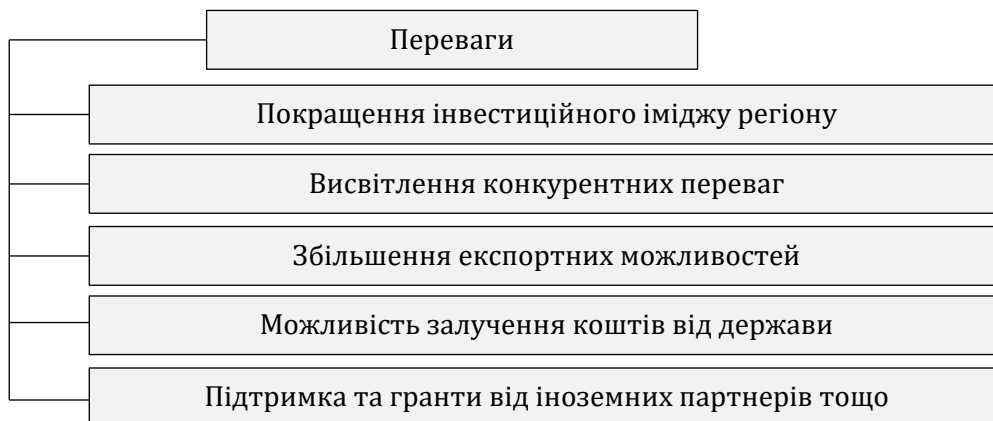 Переваги
Покращення інвестиційного іміджу регіону
Висвітлення конкурентних переваг
Збільшення експортних можливостей
Можливість залучення коштів від держави
Підтримка та гранти від іноземних партнерів тощо